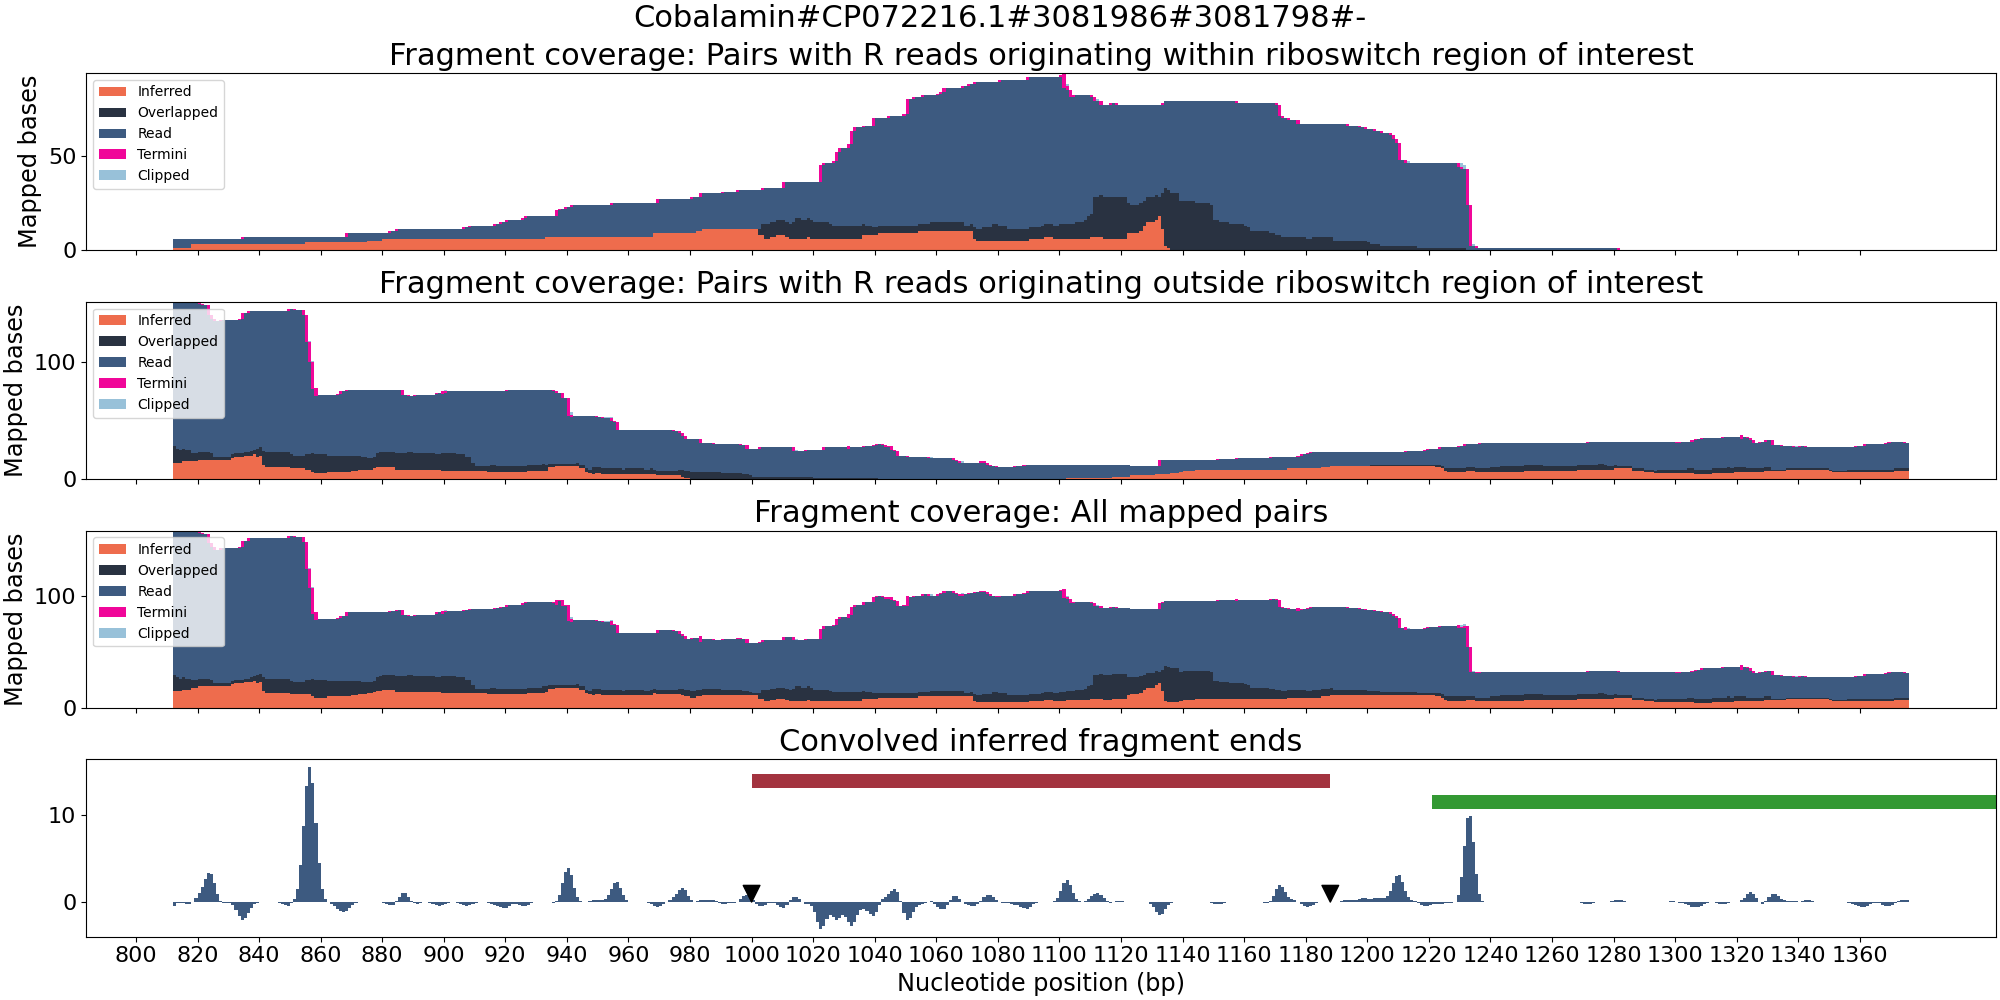 Cobalamin#CP072216.1#3081986#3081798#-
Fragment coverage: Pairs with R reads originating within riboswitch region of interest
Mapped bases
50
0
Inferred
Overlapped
Read
Termini
Clipped
Fragment coverage: Pairs with R reads originating outside riboswitch region of interest
Mapped bases
100
0
Inferred
Overlapped
Read
Termini
Clipped
Fragment coverage: All mapped pairs
Mapped bases
100
0
Inferred
Overlapped
Read
Termini
Clipped
Convolved inferred fragment ends
10
0
800 820 840 860 880 900 920 940 960 980 1000 1020 1040 1060 1080 1100 1120 1140 1160 1180 1200 1220 1240 1260 1280 1300 1320 1340 1360
Nucleotide position (bp)